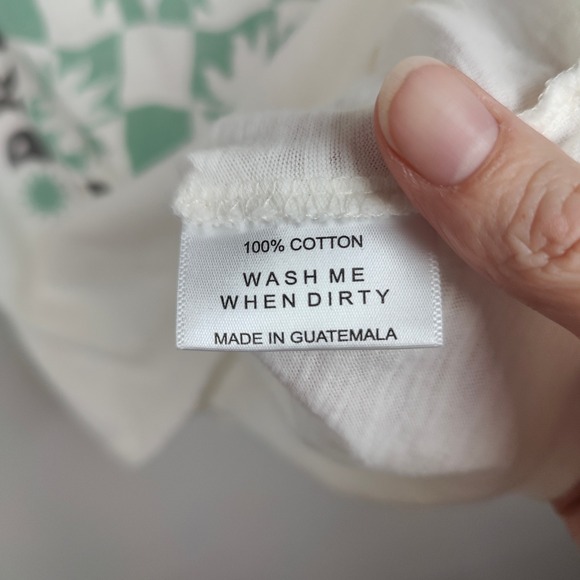 100% COTTON
WASH ME
WHEN DIRTY
MADE IN GUATEMALA